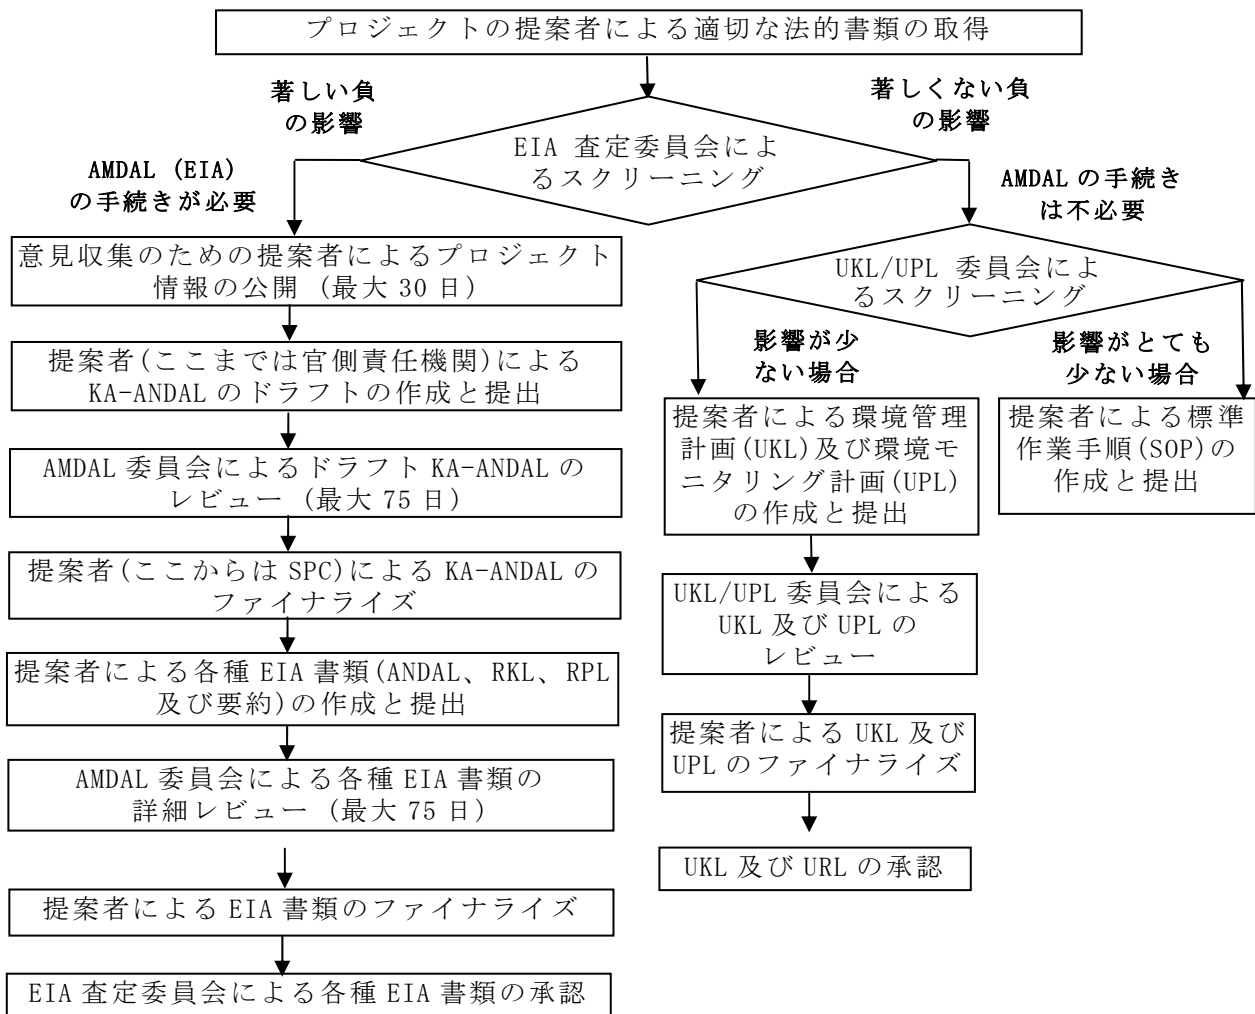 プロジェクトの提案者による適切な法的書類の取得
著しい負
の影響
著しくない負
の影響
EIA 査定委員会によ
るスクリーニング
AMDAL (EIA)
の手続きが必要
AMDAL の手続き
は不必要
意見収集のための提案者によるプロジェクト
情報の公開 (最大 30 日)
提案者(ここまでは官側責任機関)による
KA-ANDAL のドラフトの作成と提出
AMDAL 委員会によるドラフト KA-ANDAL の
レビュー (最大 75 日)
提案者(ここからは SPC)による KA-ANDAL の
ファイナライズ
提案者による各種 EIA 書類(ANDAL、RKL、RPL
及び要約)の作成と提出
AMDAL 委員会による各種 EIA 書類の
詳細レビュー (最大 75 日)
提案者による EIA 書類のファイナライズ
EIA 査定委員会による各種 EIA 書類の承認
UKL/UPL 委員会によ
るスクリーニング
影響が少
ない場合
影響がとても
少ない場合
提案者による環境管理
計画(UKL)及び環境モ
ニタリング計画(UPL)
の作成と提出
提案者による標準
作業手順(SOP)の
作成と提出
UKL/UPL 委員会による
UKL 及び UPL の
レビュー
提案者による UKL 及び
UPL のファイナライズ
UKL 及び URL の承認